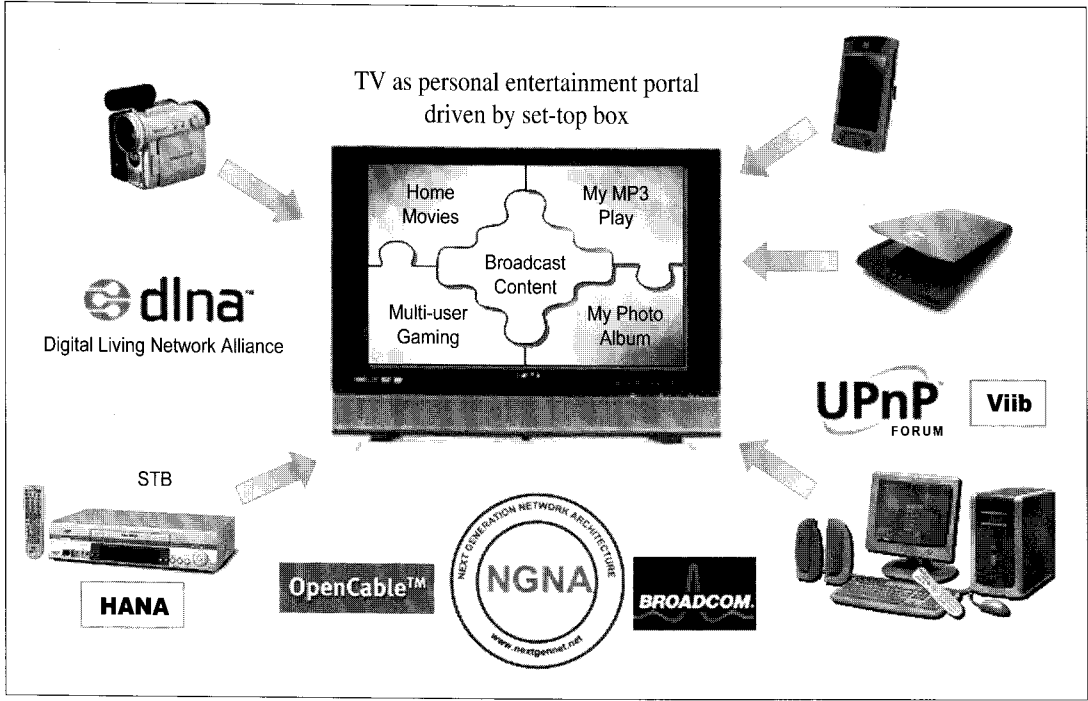 TV as personal entertainment portal
driven by set-top box
Home
Movies
My MP3
Play
Broadcast
Content
Multi-user
Gaming
My Photo
Album
dlna™
Digital Living Network Alliance
UPnP™
FORUM
Viib
STB
HANA
OpenCable™
NEXT GENERATION NETWORK ARCHITECTURE
NGNA
www.nextgennet.net
BROADCOM.